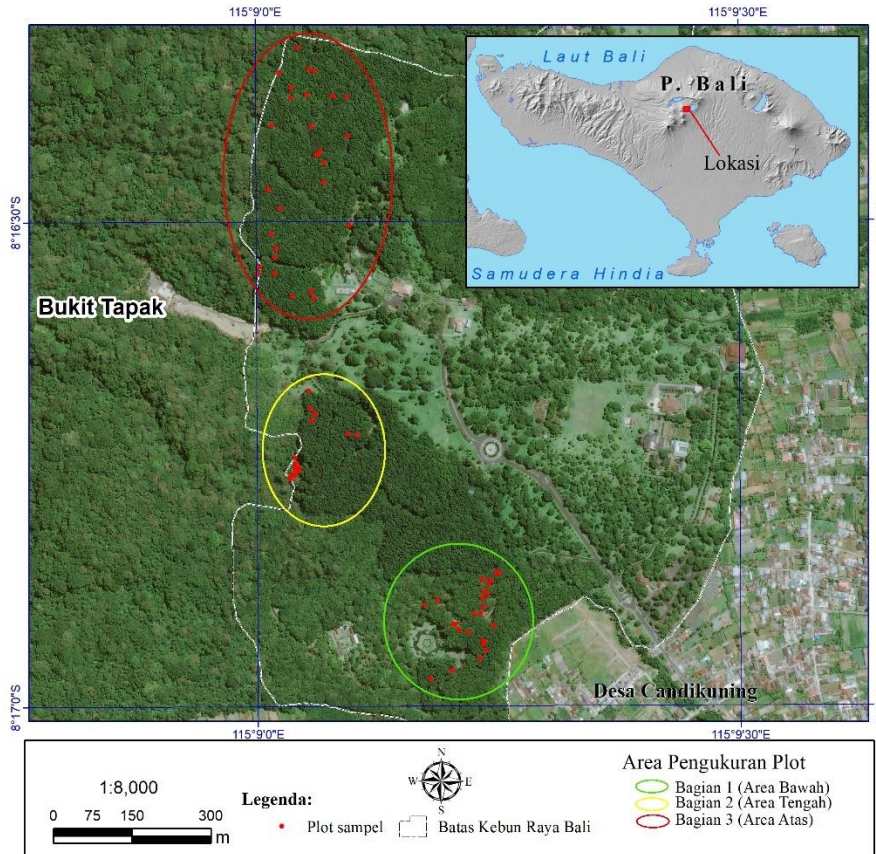 115°9'0"E
115°9'30"E
Laut Bali
P. Bali
Lokasi
Samudera Hindia
8°16'30"S
Bukit Tapak
Desa Candikuning
8°17'0"S
115°9'0"E
115°9'30"E
1:8,000
0 75 150 300
m
Legenda:
Plot sampel
Batas Kebun Raya Bali
N
W E
S
Area Pengukuran Plot
Bagian 1 (Area Bawah)
Bagian 2 (Area Tengah)
Bagian 3 (Area Atas)